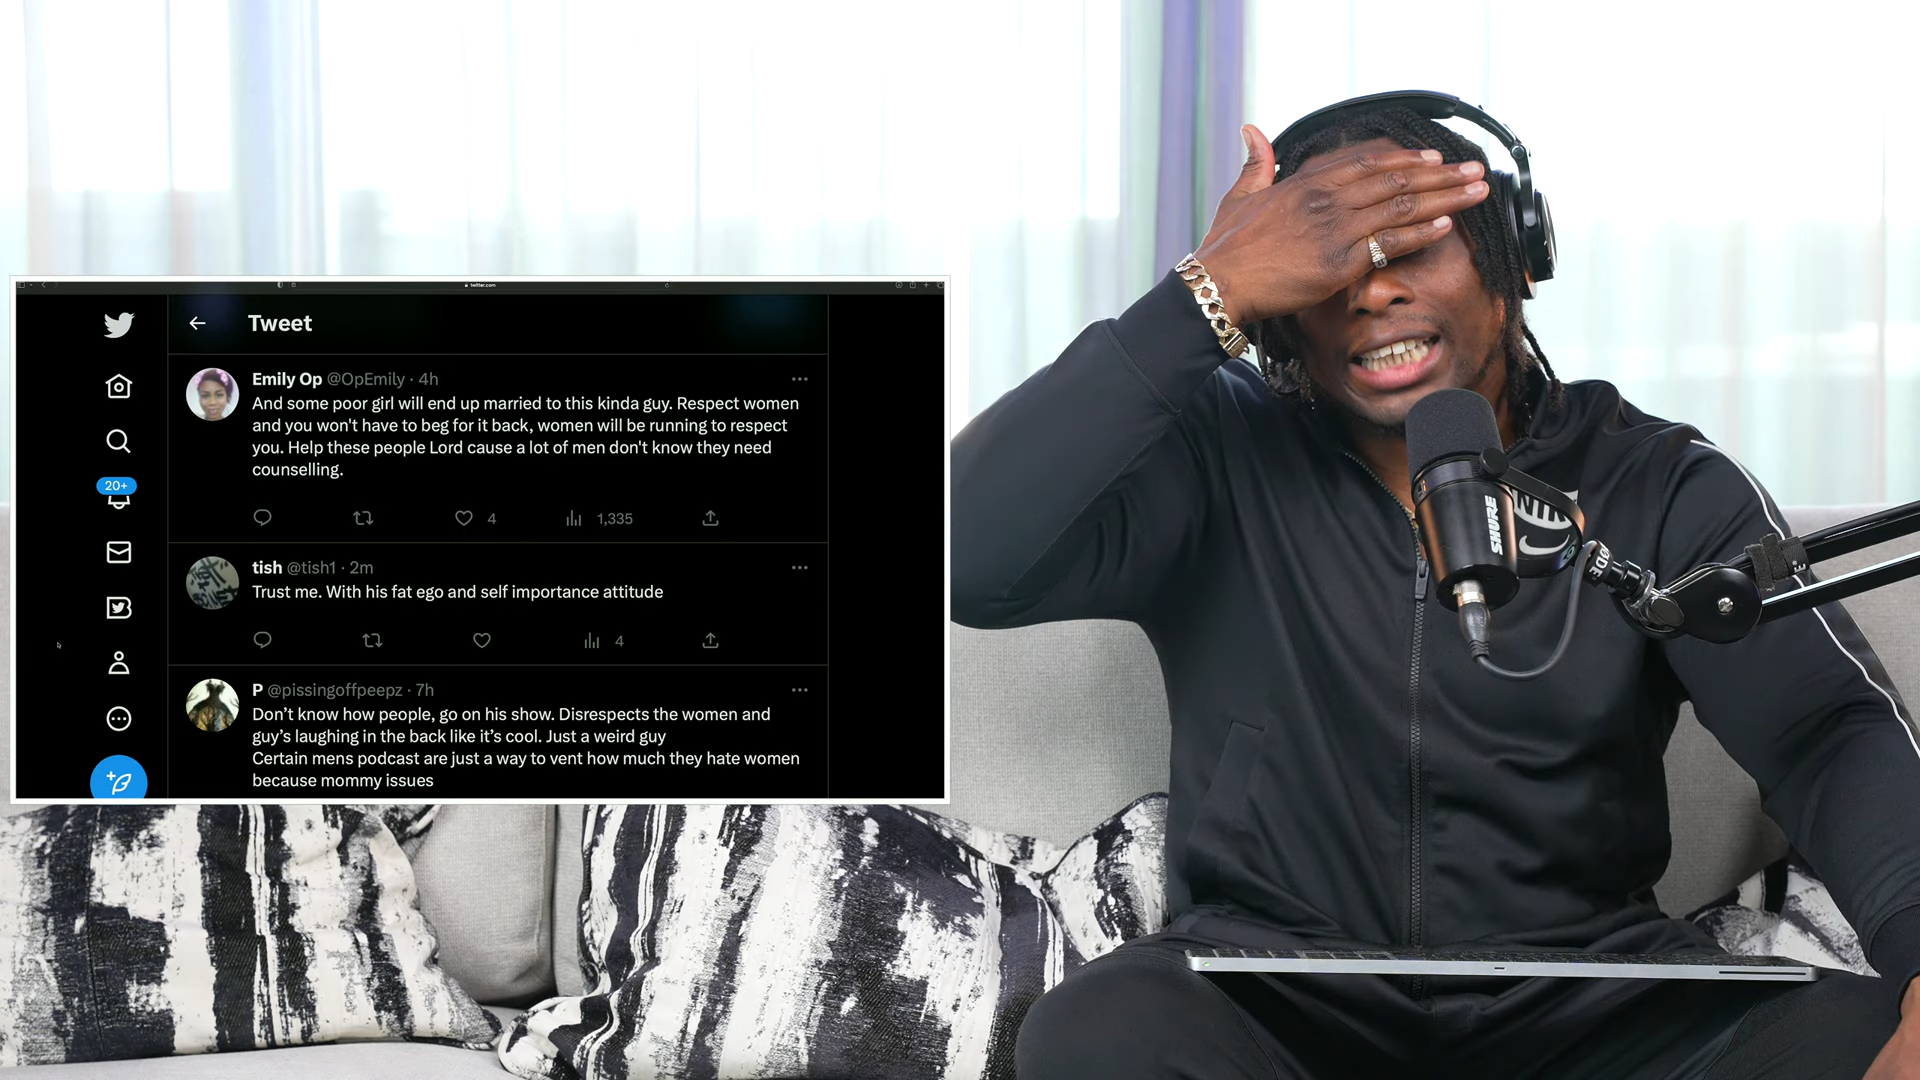 twitter.com
Tweet
Emily Op @OpEmily · 4h
And some poor girl will end up married to this kinda guy. Respect women
and you won't have to beg for it back, women will be running to respect
you. Help these people Lord cause a lot of men don't know they need
counselling.
4 1,335
20+
tish @tish1 · 2m
Trust me. With his fat ego and self importance attitude
4
P @pissingoffpeepz · 7h
Don't know how people, go on his show. Disrespects the women and
guy's laughing in the back like it's cool. Just a weird guy
Certain mens podcast are just a way to vent how much they hate women
because mommy issues
SHURE